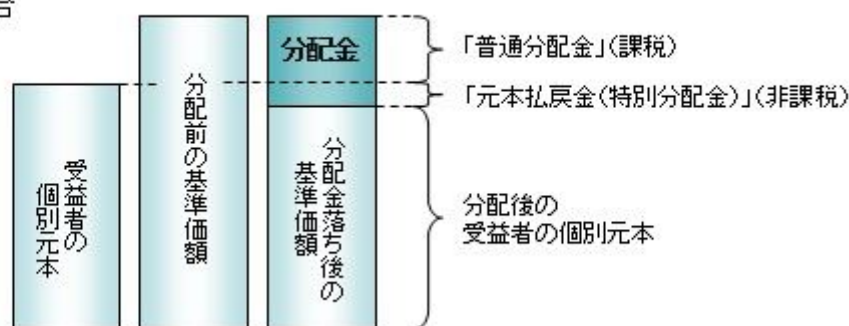 受益者の
個別元本
分配前の基準価額
分配金
分配金落ち後の
基準価額
「普通分配金」(課税)
「元本払戻金(特別分配金)」(非課税)
分配後の
受益者の個別元本